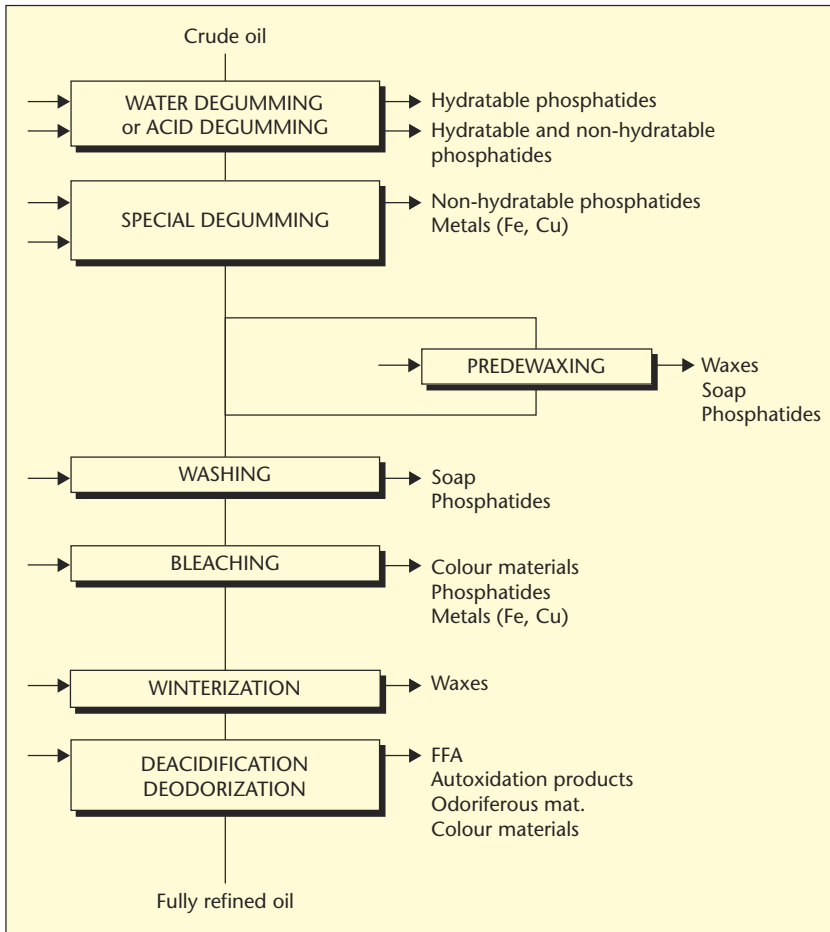 Crude oil
WATER DEGUMMING
or ACID DEGUMMING
Hydratable phosphatides
Hydratable and non-hydratable
phosphatides
SPECIAL DEGUMMING
Non-hydratable phosphatides
Metals (Fe, Cu)
PREDEWAXING
Waxes
Soap
Phosphatides
WASHING
Soap
Phosphatides
BLEACHING
Colour materials
Phosphatides
Metals (Fe, Cu)
WINTERIZATION
Waxes
DEACIDIFICATION
DEODORIZATION
FFA
Autoxidation products
Odoriferous mat.
Colour materials
Fully refined oil